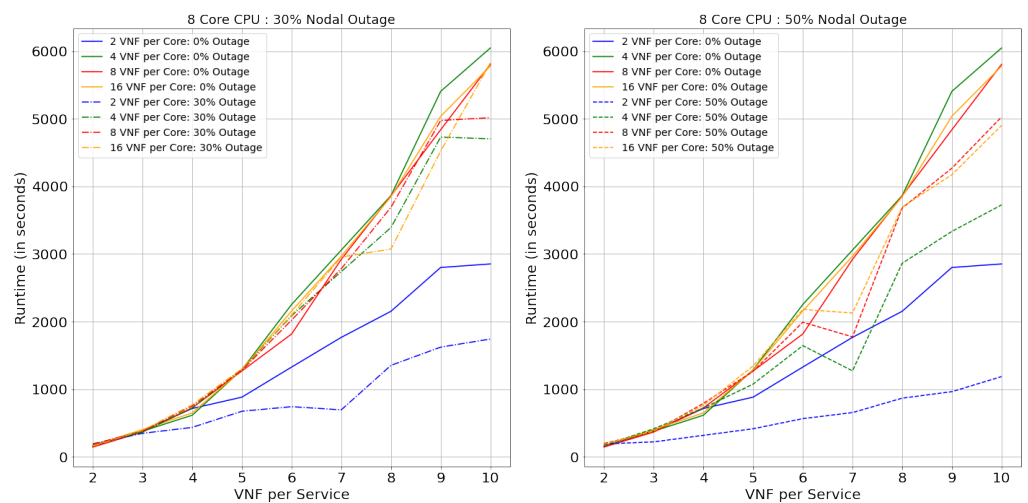 8 Core CPU : 30% Nodal Outage
2 VNF per Core: 0% Outage
4 VNF per Core: 0% Outage
8 VNF per Core: 0% Outage
16 VNF per Core: 0% Outage
2 VNF per Core: 30% Outage
4 VNF per Core: 30% Outage
8 VNF per Core: 30% Outage
16 VNF per Core: 30% Outage
Runtime (in seconds)
6000
5000
4000
3000
2000
1000
0
2 3 4 5 6 7 8 9 10
VNF per Service
8 Core CPU : 50% Nodal Outage
2 VNF per Core: 0% Outage
4 VNF per Core: 0% Outage
8 VNF per Core: 0% Outage
16 VNF per Core: 0% Outage
2 VNF per Core: 50% Outage
4 VNF per Core: 50% Outage
8 VNF per Core: 50% Outage
16 VNF per Core: 50% Outage
Runtime (in seconds)
6000
5000
4000
3000
2000
1000
0
2 3 4 5 6 7 8 9 10
VNF per Service